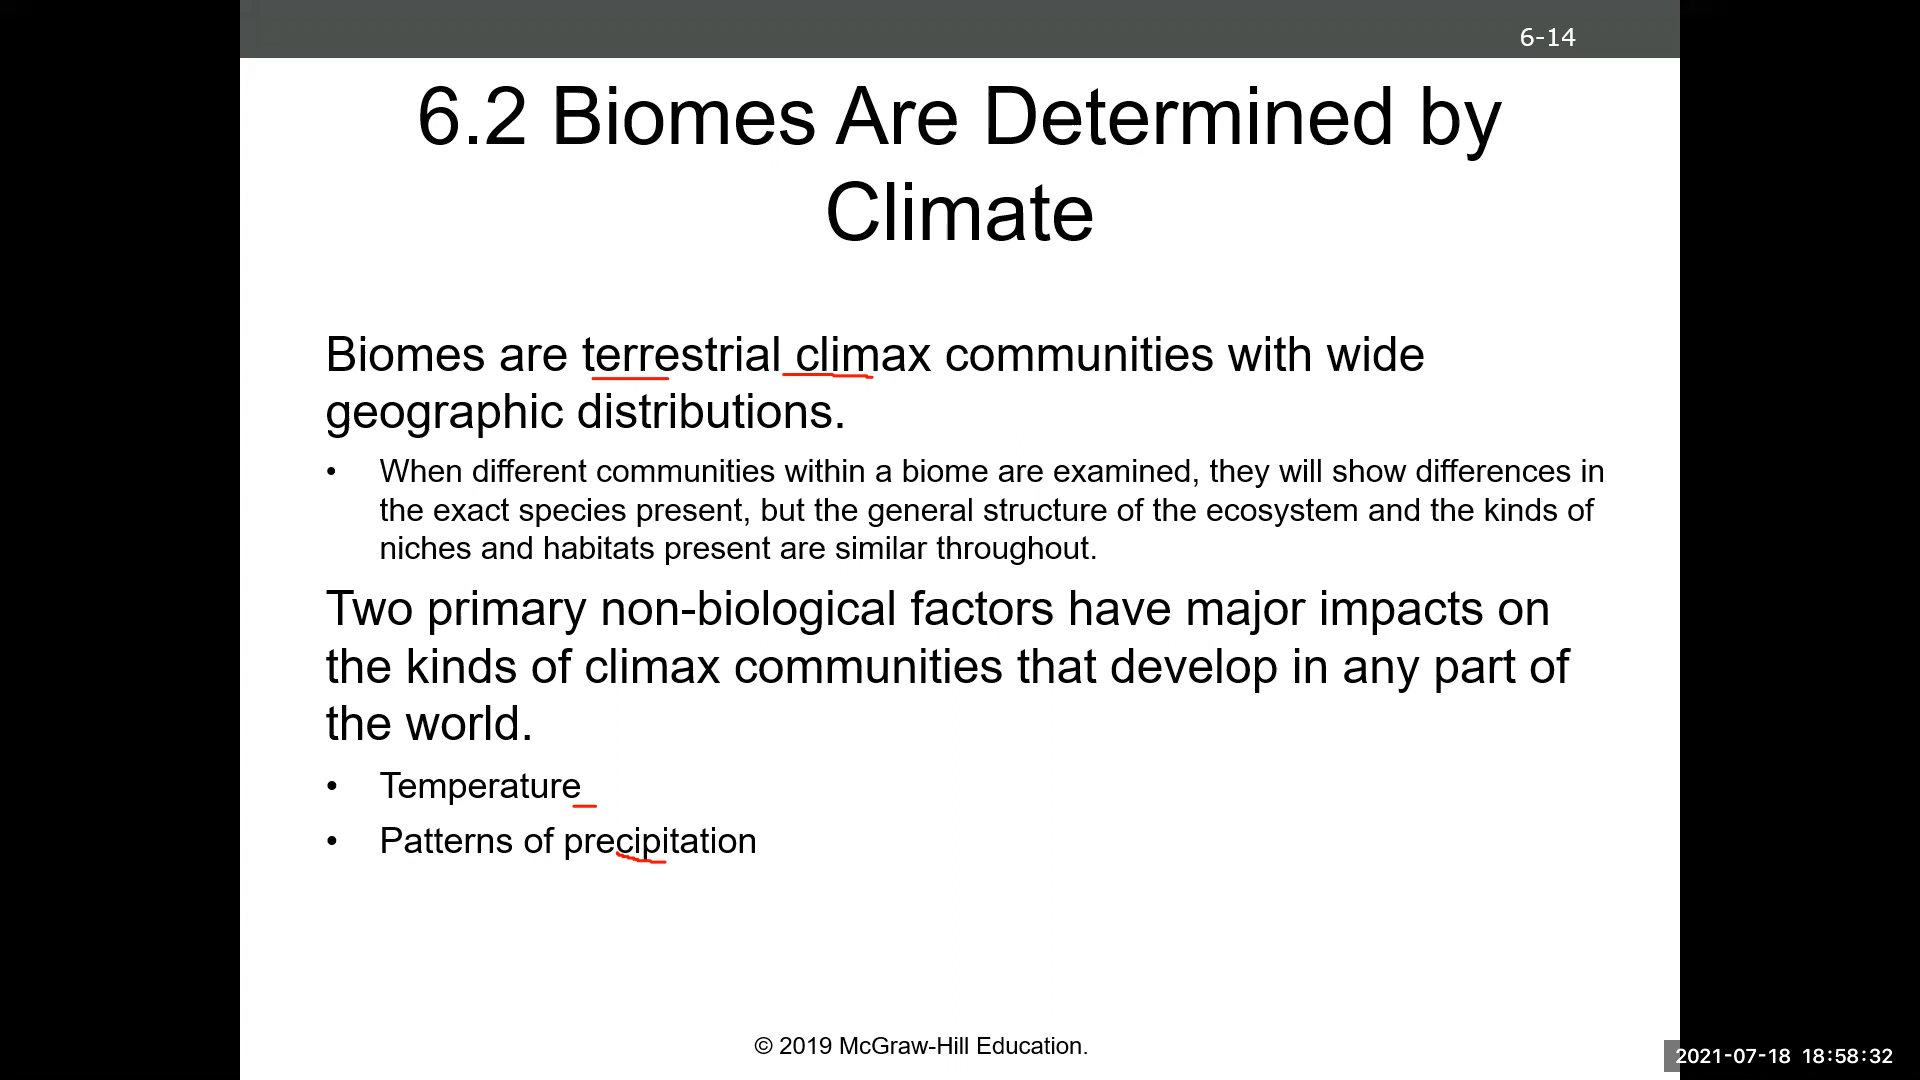 6-14
6.2 Biomes Are Determined by
Climate
Biomes are terrestrial climax communities with wide
geographic distributions.
• When different communities within a biome are examined, they will show differences in
the exact species present, but the general structure of the ecosystem and the kinds of
niches and habitats present are similar throughout.
Two primary non-biological factors have major impacts on
the kinds of climax communities that develop in any part of
the world.
• Temperature
• Patterns of precipitation
© 2019 McGraw-Hill Education.
2021-07-18 18:58:32